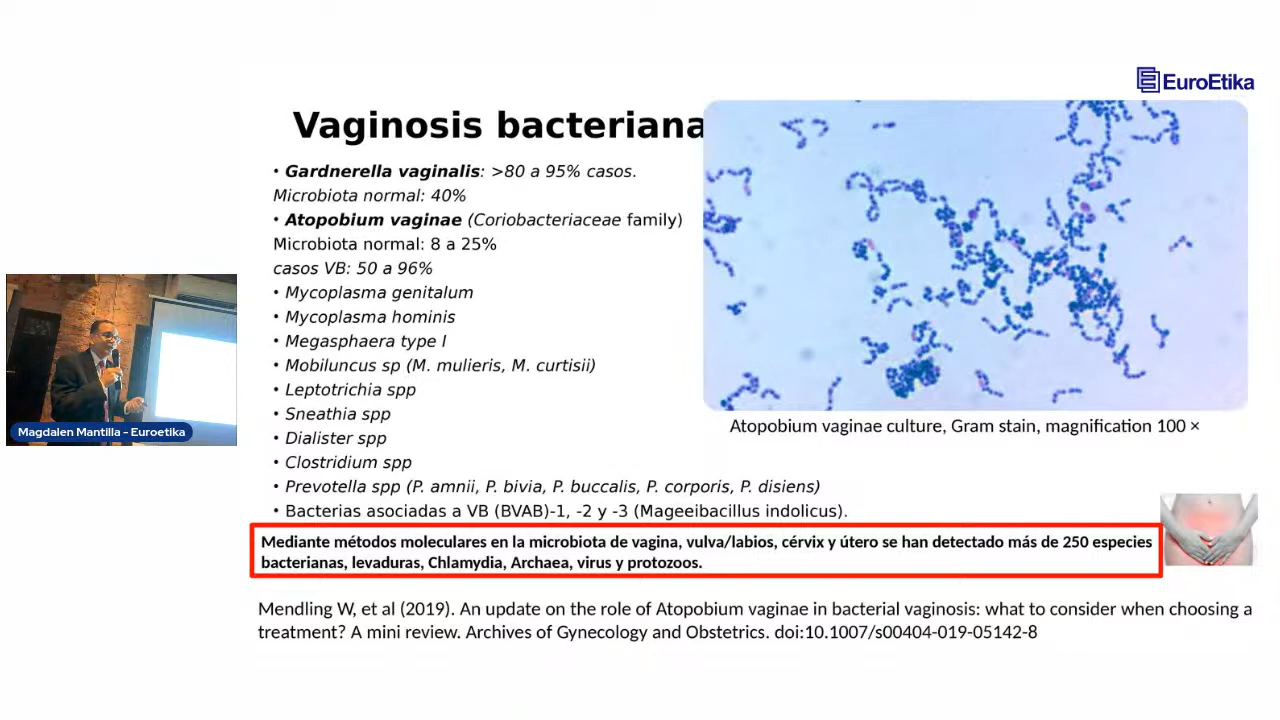 EuroEtika
Vaginosis bacteriana
• Gardnerella vaginalis: >80 a 95% casos.
Microbiota normal: 40%
• Atopobium vaginae (Coriobacteriaceae family)
Microbiota normal: 8 a 25%
casos VB: 50 a 96%
• Mycoplasma genitalum
• Mycoplasma hominis
• Megasphaera type I
• Mobiluncus sp (M. mulieris, M. curtisii)
• Leptotrichia spp
• Sneathia spp
• Dialister spp
• Clostridium spp
• Prevotella spp (P. amnii, P. bivia, P. buccalis, P. corporis, P. disiens)
• Bacterias asociadas a VB (BVAB)-1, -2 y -3 (Mageeibacillus indolicus).
Atopobium vaginae culture, Gram stain, magnification 100 ×
Magdalen Mantilla - Euroetika
Mediante métodos moleculares en la microbiota de vagina, vulva/labios, cérvix y útero se han detectado más de 250 especies
bacterianas, levaduras, Chlamydia, Archaea, virus y protozoos.
Mendling W, et al (2019). An update on the role of Atopobium vaginae in bacterial vaginosis: what to consider when choosing a
treatment? A mini review. Archives of Gynecology and Obstetrics. doi:10.1007/s00404-019-05142-8